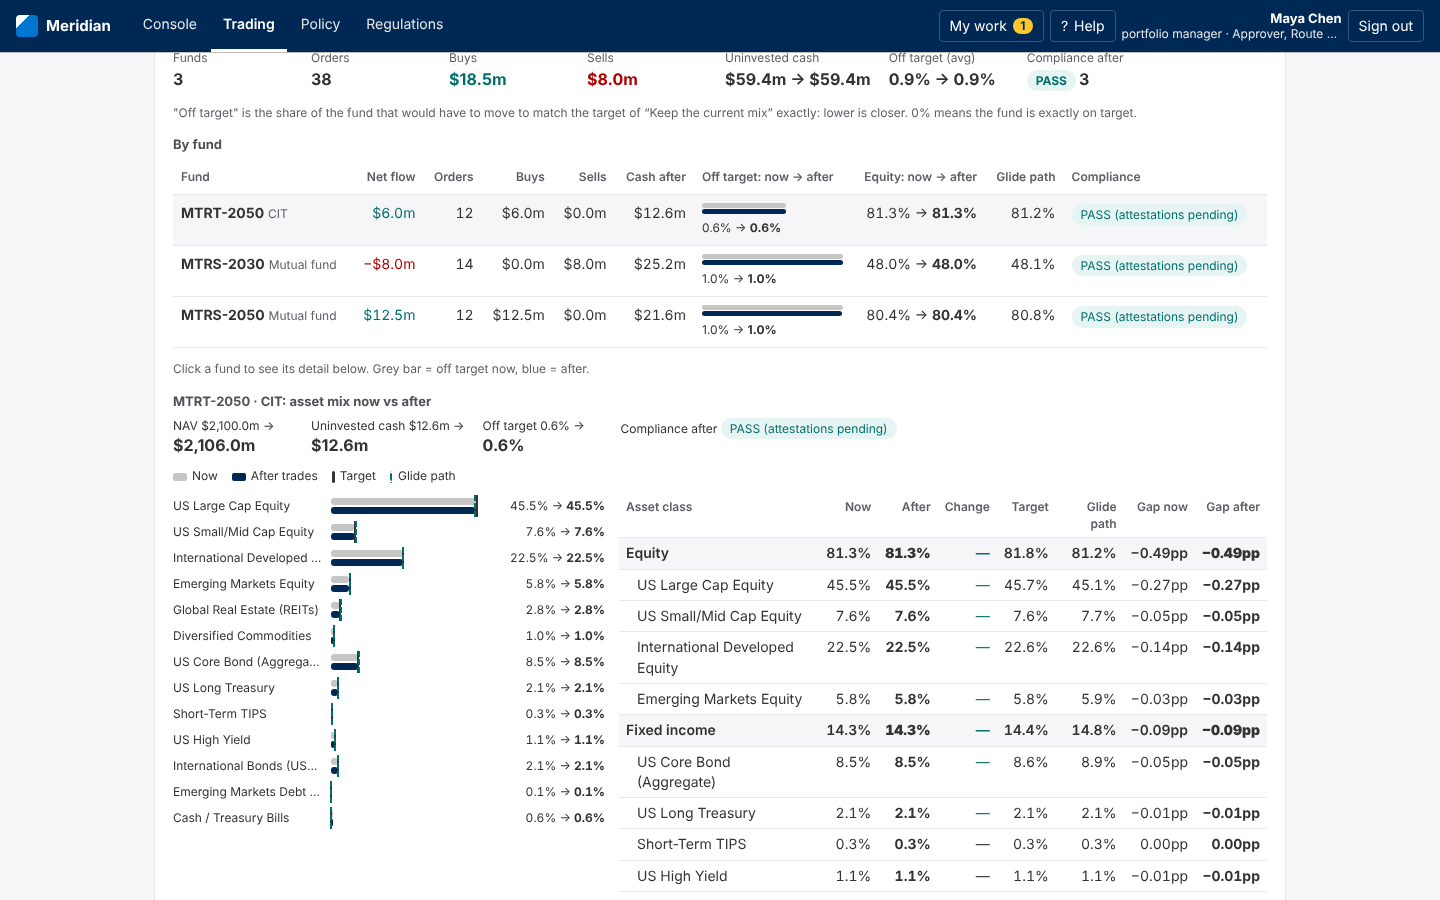 Meridian Console Trading Policy Regulations My work 1 ? Help Maya Chen Sign out
portfolio manager · Approver, Route ...
Funds Orders Buys Sells Uninvested cash Off target (avg) Compliance after
3 38 $18.5m $8.0m $59.4m → $59.4m 0.9% → 0.9% PASS 3
"Off target" is the share of the fund that would have to move to match the target of “Keep the current mix” exactly: lower is closer. 0% means the fund is exactly on target.
By fund
Fund Net flow Orders Buys Sells Cash after Off target: now → after Equity: now → after Glide path Compliance
MTRT-2050 CIT $6.0m 12 $6.0m $0.0m $12.6m 81.3% → 81.3% 81.2% PASS (attestations pending)
0.6% → 0.6%
MTRS-2030 Mutual fund −$8.0m 14 $0.0m $8.0m $25.2m 48.0% → 48.0% 48.1% PASS (attestations pending)
1.0% → 1.0%
MTRS-2050 Mutual fund $12.5m 12 $12.5m $0.0m $21.6m 80.4% → 80.4% 80.8% PASS (attestations pending)
1.0% → 1.0%
Click a fund to see its detail below. Grey bar = off target now, blue = after.
MTRT-2050 · CIT: asset mix now vs after
NAV $2,100.0m → Uninvested cash $12.6m → Off target 0.6% → Compliance after PASS (attestations pending)
$2,106.0m $12.6m 0.6%
Now After trades Target Glide path
US Large Cap Equity 45.5% → 45.5%
US Small/Mid Cap Equity 7.6% → 7.6%
International Developed ... 22.5% → 22.5%
Emerging Markets Equity 5.8% → 5.8%
Global Real Estate (REITs) 2.8% → 2.8%
Diversified Commodities 1.0% → 1.0%
US Core Bond (Aggrega... 8.5% → 8.5%
US Long Treasury 2.1% → 2.1%
Short-Term TIPS 0.3% → 0.3%
US High Yield 1.1% → 1.1%
International Bonds (US... 2.1% → 2.1%
Emerging Markets Debt ... 0.1% → 0.1%
Cash / Treasury Bills 0.6% → 0.6%
Asset class Now After Change Target Glide path Gap now Gap after
Equity 81.3% 81.3% — 81.8% 81.2% −0.49pp −0.49pp
US Large Cap Equity 45.5% 45.5% — 45.7% 45.1% −0.27pp −0.27pp
US Small/Mid Cap Equity 7.6% 7.6% — 7.6% 7.7% −0.05pp −0.05pp
International Developed 22.5% 22.5% — 22.6% 22.6% −0.14pp −0.14pp
Equity
Emerging Markets Equity 5.8% 5.8% — 5.8% 5.9% −0.03pp −0.03pp
Fixed income 14.3% 14.3% — 14.4% 14.8% −0.09pp −0.09pp
US Core Bond 8.5% 8.5% — 8.6% 8.9% −0.05pp −0.05pp
(Aggregate)
US Long Treasury 2.1% 2.1% — 2.1% 2.1% −0.01pp −0.01pp
Short-Term TIPS 0.3% 0.3% — 0.3% 0.3% 0.00pp 0.00pp
US High Yield 1.1% 1.1% — 1.1% 1.1% −0.01pp −0.01pp